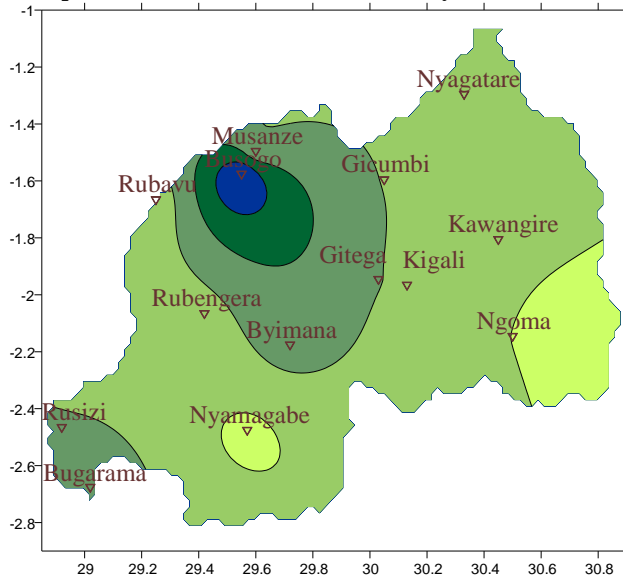 -1
Nyagatare
-1.2
-1.4
Musanze
Busogo
Gicumbi
-1.6
Rubavu
Kawangire
-1.8
Gitega
Kigali
-2
Rubengera
Ngoma
Byimana
-2.2
-2.4
Rusizi
Nyamagabe
-2.6
Bugarama
-2.8
29 29.2 29.4 29.6 29.8 30 30.2 30.4 30.6 30.8